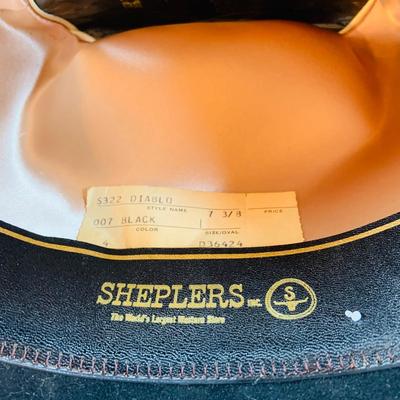 S322 DIABLO 7 3/8
STYLE NAME PRICE
007 BLACK
COLOR SIZE/OVAL
4 D36424
SHEPLERS INC. S
The World's Largest Western Store